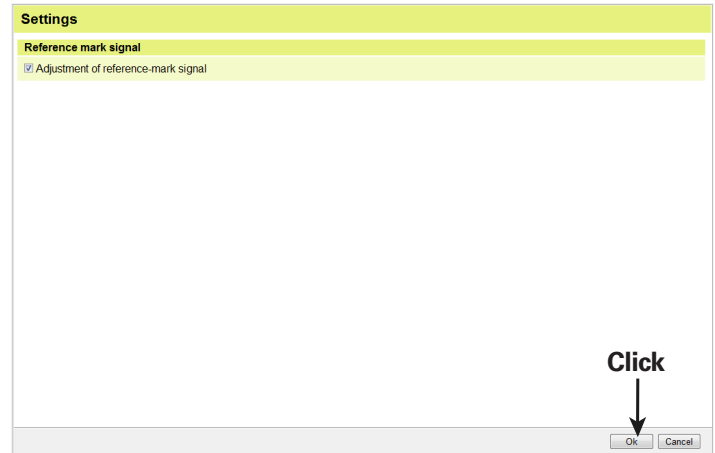 Settings
Reference mark signal
Adjustment of reference-mark signal
Click
Ok Cancel